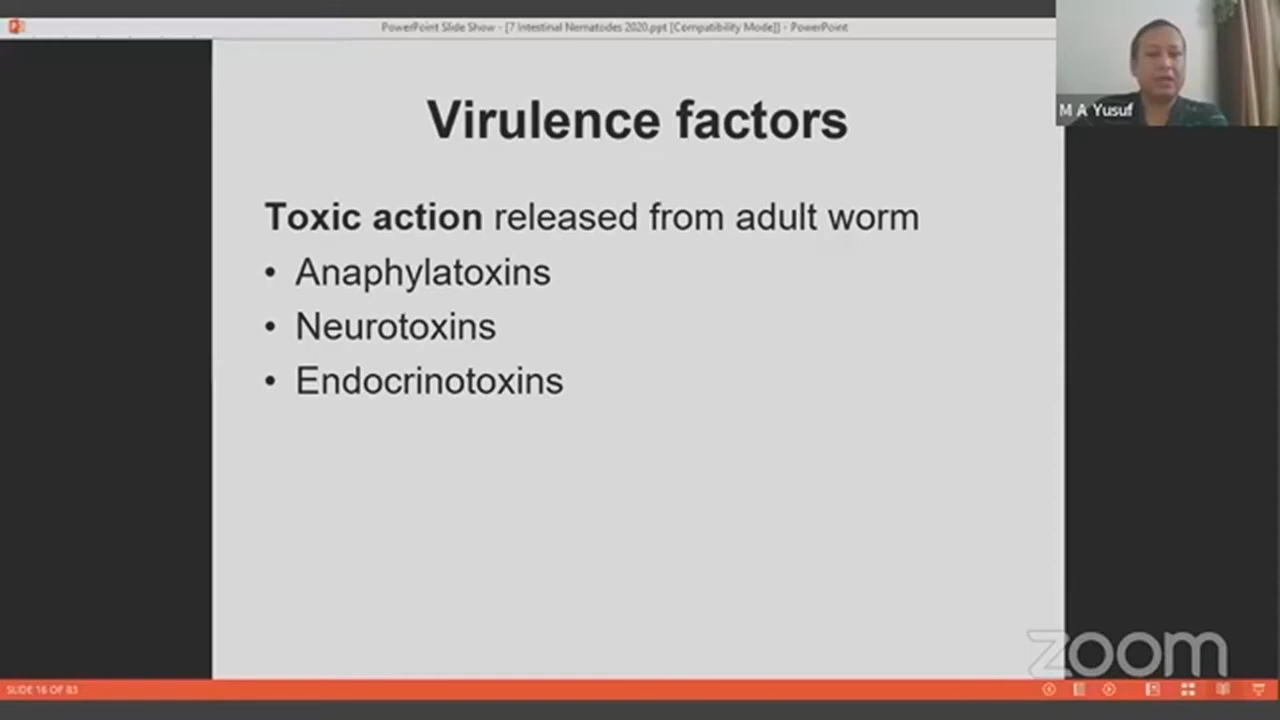 PowerPoint Slide Show - [7 Intestinal Nematodes 2020.ppt [Compatibility Mode]] - PowerPoint
M A Yusuf
Virulence factors
Toxic action released from adult worm
• Anaphylatoxins
• Neurotoxins
• Endocrinotoxins
zoom
SLIDE 16 OF 83